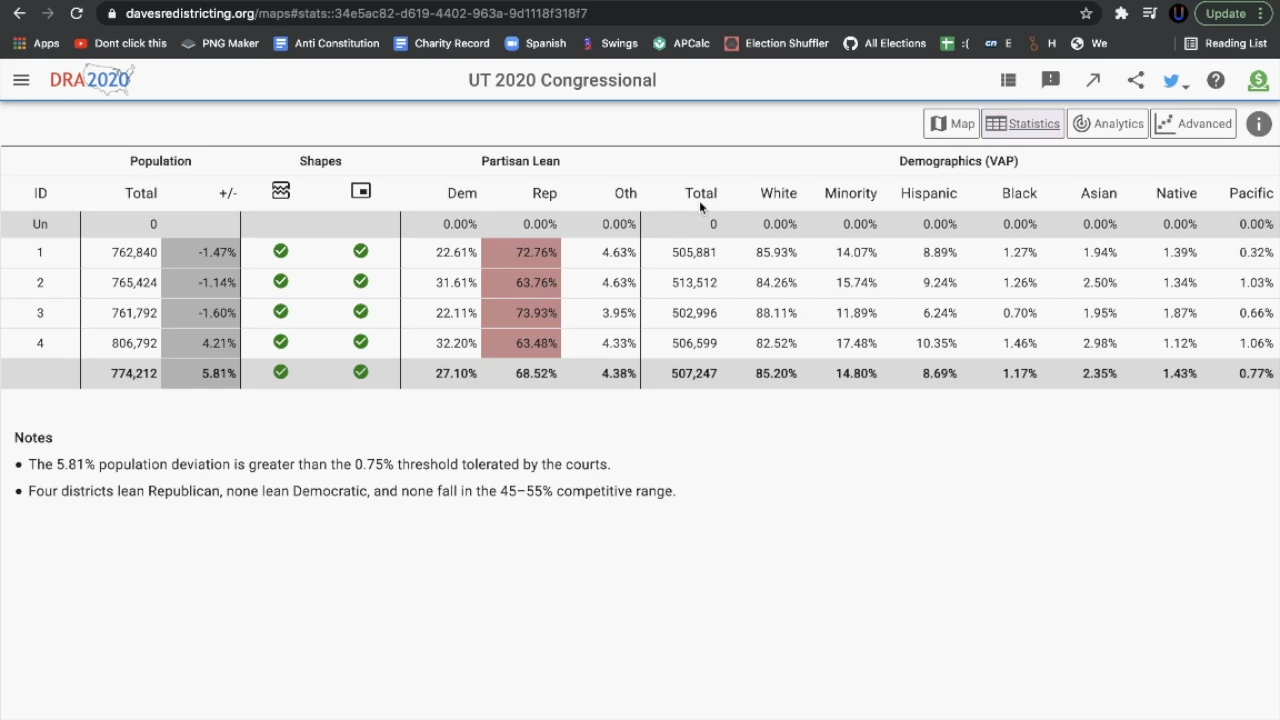 davesredistricting.org/maps#stats::34e5ac82-d619-4402-963a-9d1118f318f7 Update
Apps Dont click this PNG Maker Anti Constitution Charity Record Spanish Swings APCalc Election Shuffler All Elections :( E H We Reading List
DRA2020 UT 2020 Congressional
Map Statistics Analytics Advanced
Population Shapes Partisan Lean Demographics (VAP)
ID Total +/- Dem Rep Oth Total White Minority Hispanic Black Asian Native Pacific
Un 0 0.00% 0.00% 0.00% 0 0.00% 0.00% 0.00% 0.00% 0.00% 0.00% 0.00%
1 762,840 -1.47% 22.61% 72.76% 4.63% 505,881 85.93% 14.07% 8.89% 1.27% 1.94% 1.39% 0.32%
2 765,424 -1.14% 31.61% 63.76% 4.63% 513,512 84.26% 15.74% 9.24% 1.26% 2.50% 1.34% 1.03%
3 761,792 -1.60% 22.11% 73.93% 3.95% 502,996 88.11% 11.89% 6.24% 0.70% 1.95% 1.87% 0.66%
4 806,792 4.21% 32.20% 63.48% 4.33% 506,599 82.52% 17.48% 10.35% 1.46% 2.98% 1.12% 1.06%
774,212 5.81% 27.10% 68.52% 4.38% 507,247 85.20% 14.80% 8.69% 1.17% 2.35% 1.43% 0.77%
Notes
• The 5.81% population deviation is greater than the 0.75% threshold tolerated by the courts.
• Four districts lean Republican, none lean Democratic, and none fall in the 45–55% competitive range.